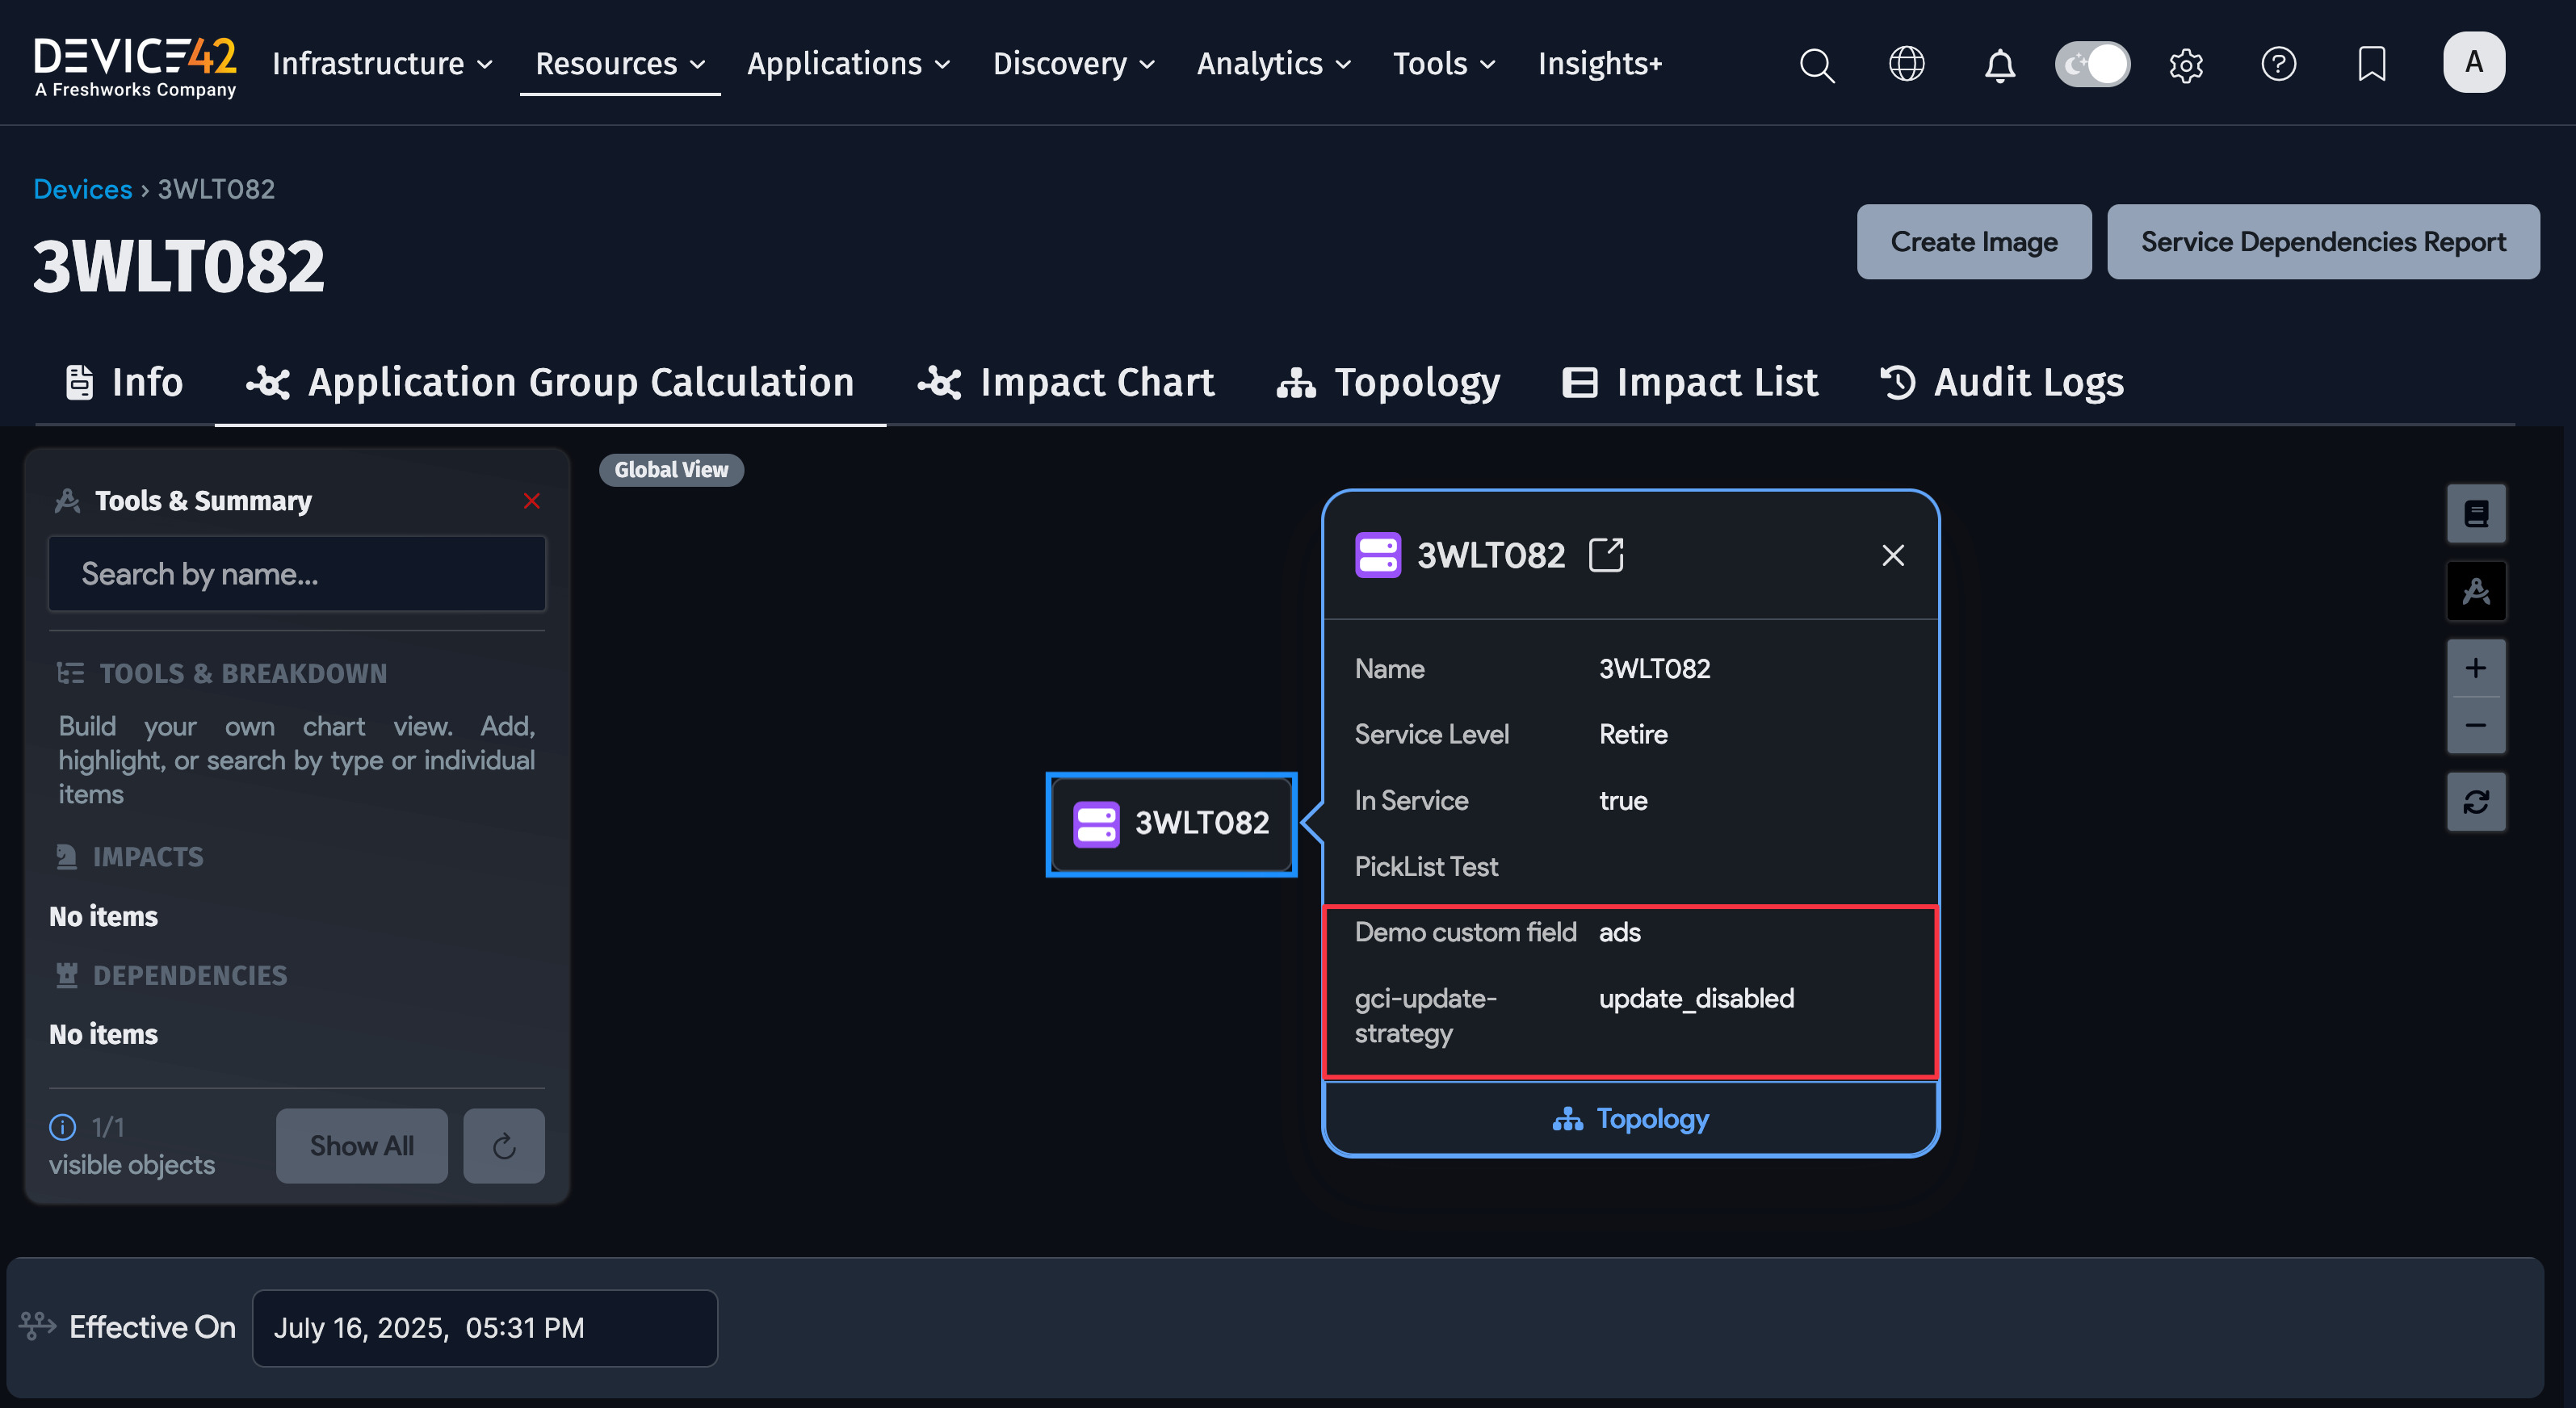 DEVICE42
A Freshworks Company
Infrastructure
Resources
Applications
Discovery
Analytics
Tools
Insights+
A
Devices › 3WLT082
3WLT082
Create Image
Service Dependencies Report
Info
Application Group Calculation
Impact Chart
Topology
Impact List
Audit Logs
Tools & Summary
Search by name...
TOOLS & BREAKDOWN
Build your own chart view. Add,
highlight, or search by type or individual
items
IMPACTS
No items
DEPENDENCIES
No items
1/1
visible objects
Show All
Global View
3WLT082
3WLT082
Name 3WLT082
Service Level Retire
In Service true
PickList Test
Demo custom field ads
gci-update- update_disabled
strategy
Topology
Effective On July 16, 2025, 05:31 PM